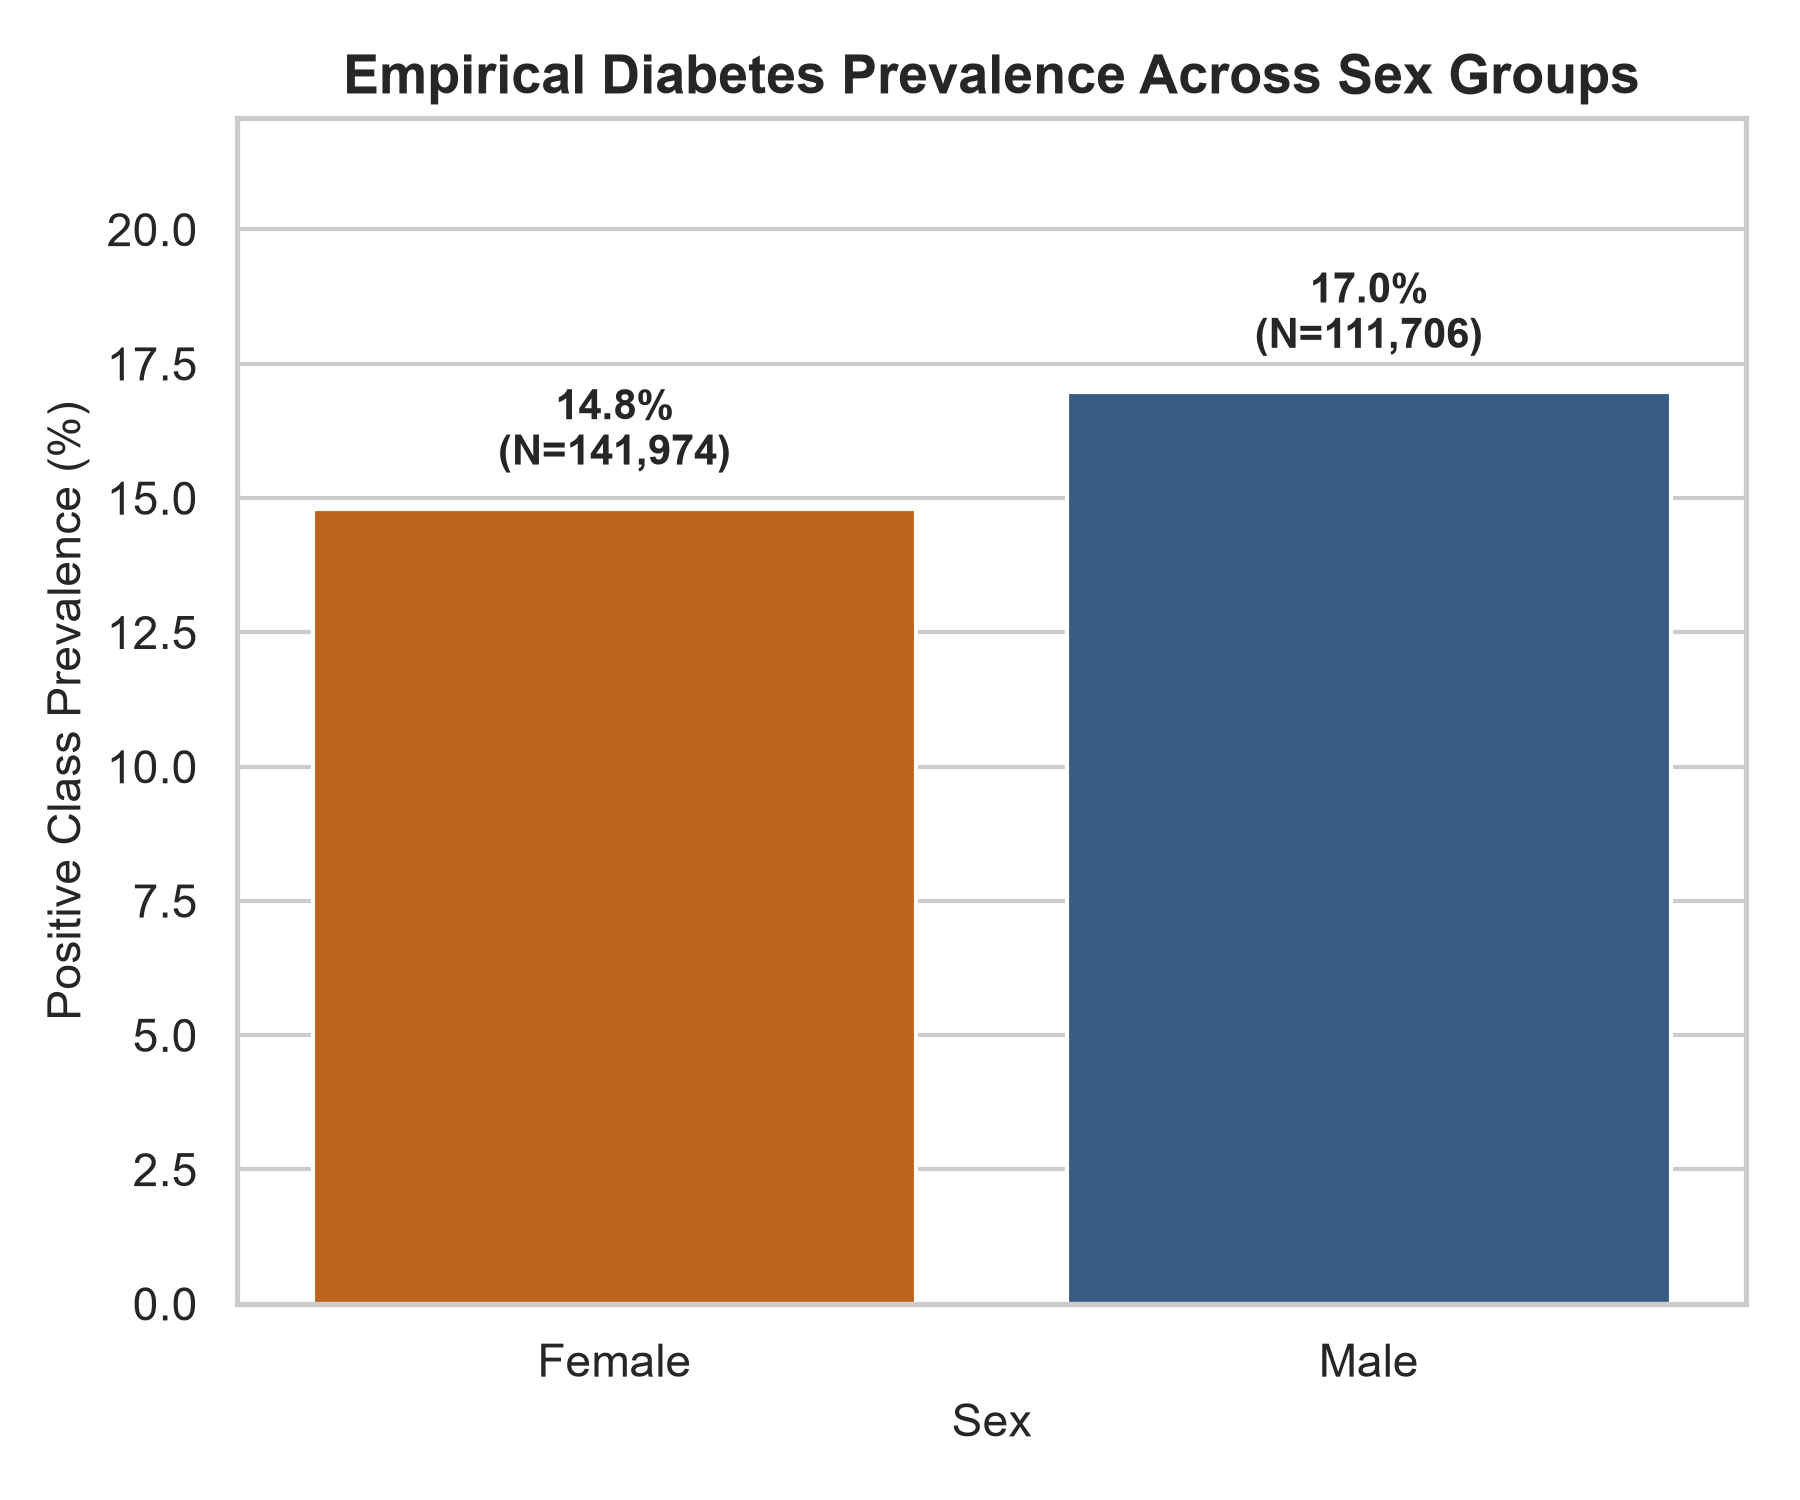 Empirical Diabetes Prevalence Across Sex Groups
Positive Class Prevalence (%)
20.0
17.5
15.0
12.5
10.0
7.5
5.0
2.5
0.0
14.8%
(N=141,974)
17.0%
(N=111,706)
Female
Male
Sex